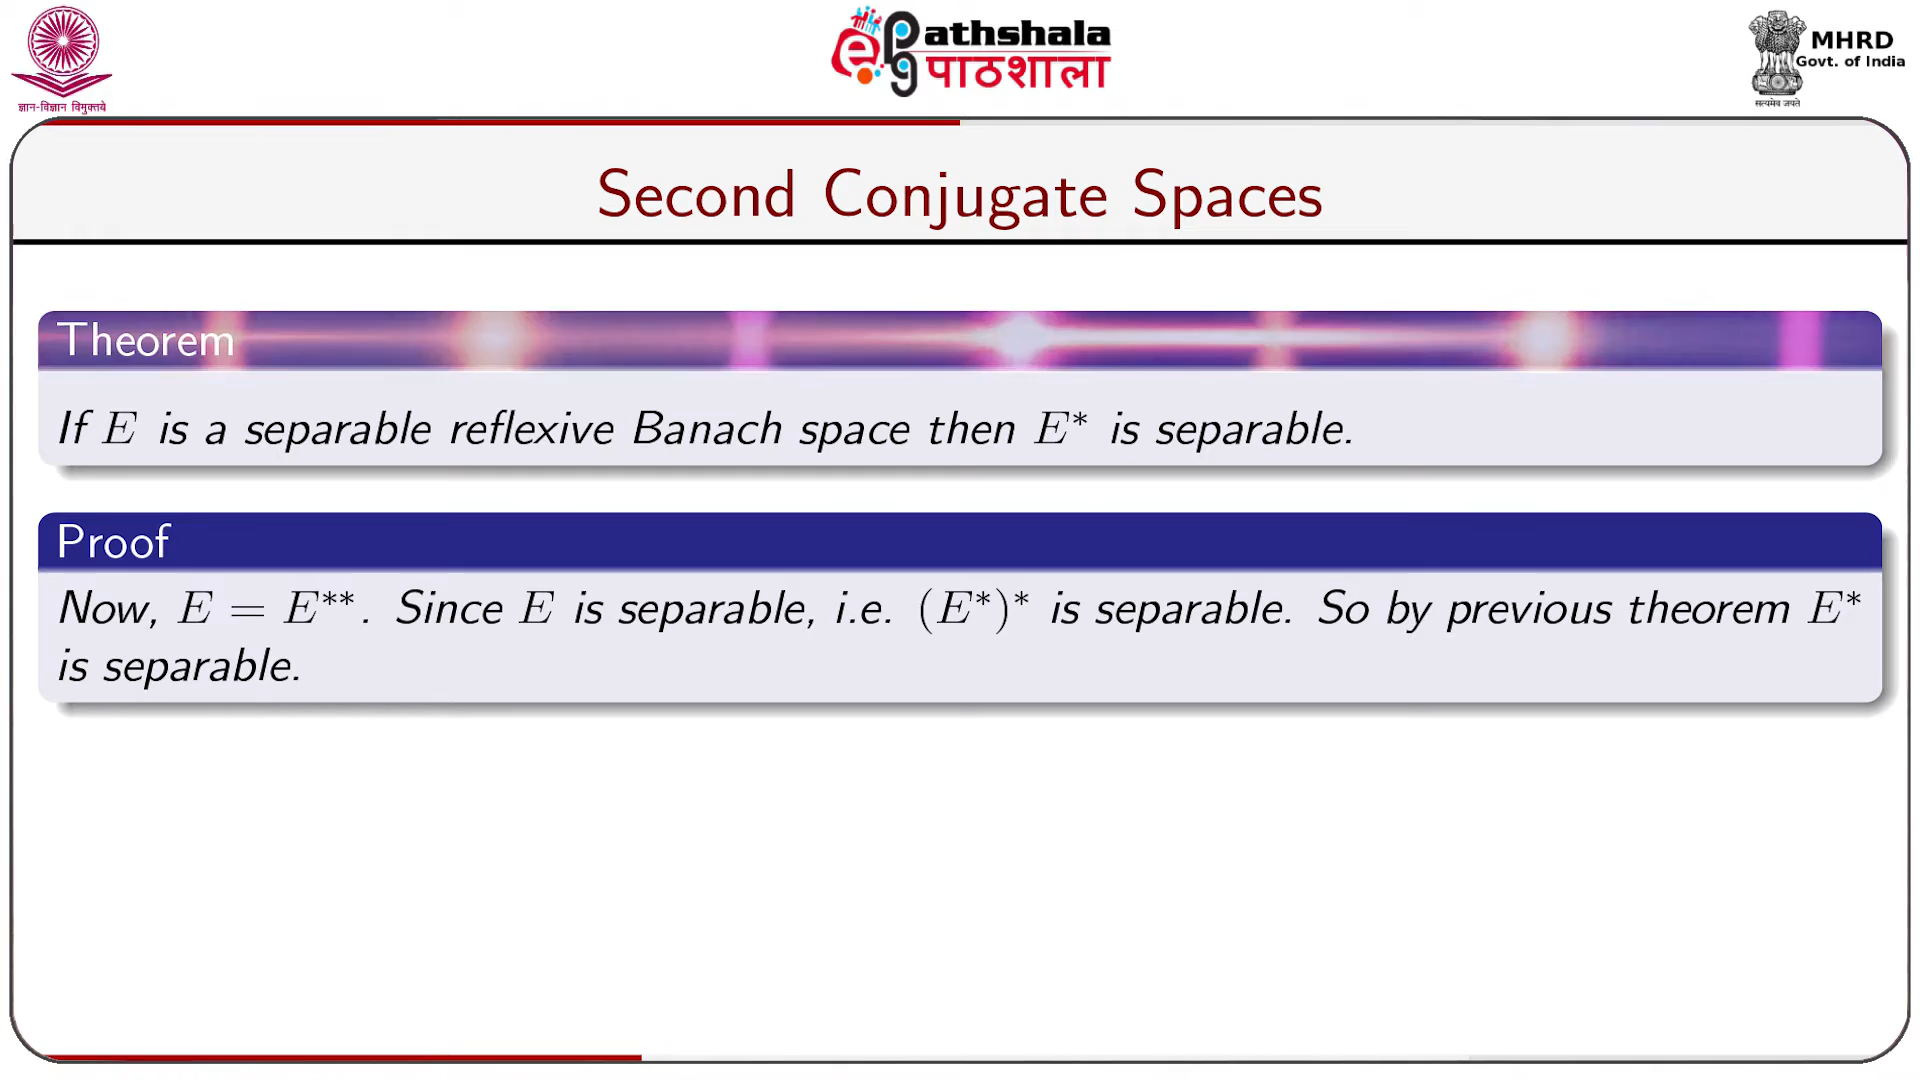 ज्ञान-विज्ञान विमुक्तये
ePg Pathshala
पाठशाला
MHRD
Govt. of India
सत्यमेव जयते
Second Conjugate Spaces
Theorem
If E is a separable reflexive Banach space then E* is separable.
Proof
Now, E = E**. Since E is separable, i.e. (E*)* is separable. So by previous theorem E*
is separable.